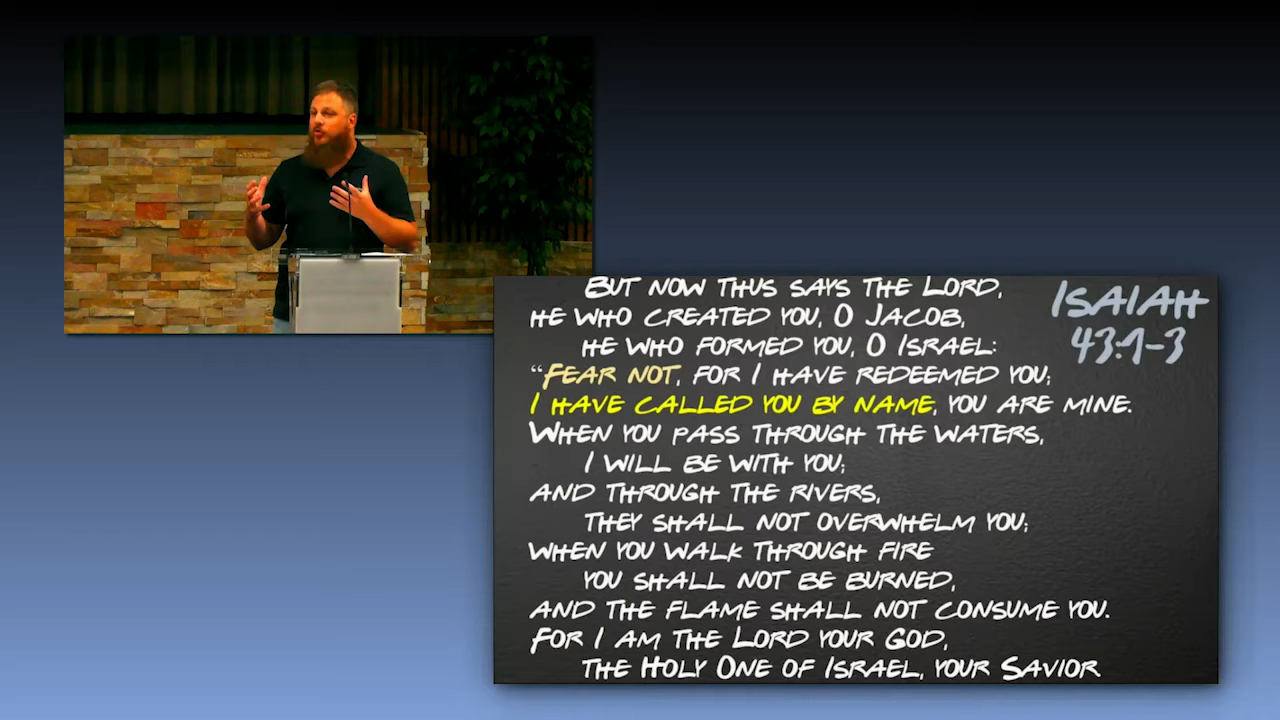 But now thus says the Lord,
he who created you, O Jacob,
he who formed you, O Israel:
“Fear not, for I have redeemed you;
I have called you by name, you are mine.
When you pass through the waters,
I will be with you;
and through the rivers,
they shall not overwhelm you;
when you walk through fire
you shall not be burned,
and the flame shall not consume you.
For I am the Lord your God,
the Holy One of Israel, your Savior.
Isaiah
43:1-3